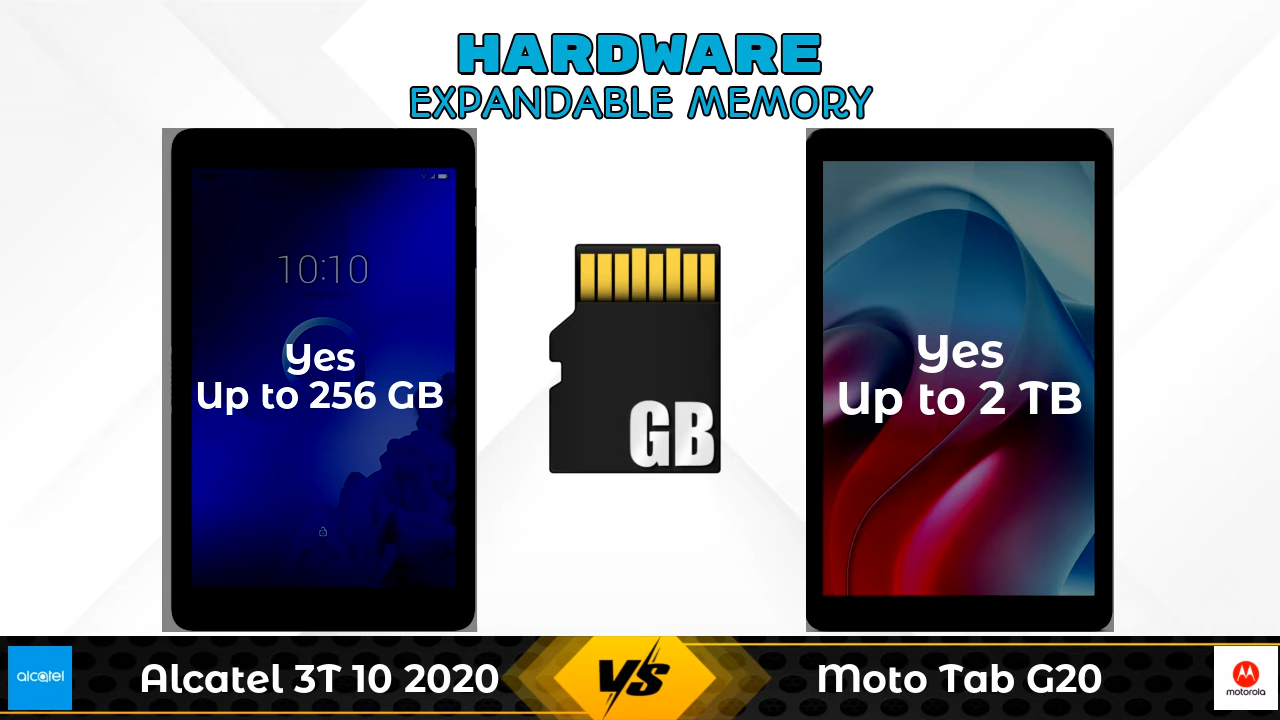 HARDWARE
EXPANDABLE MEMORY
10:10
Yes
Up to 256 GB
GB
Yes
Up to 2 TB
alcatel
Alcatel 3T 10 2020
VS
Moto Tab G20
motorola